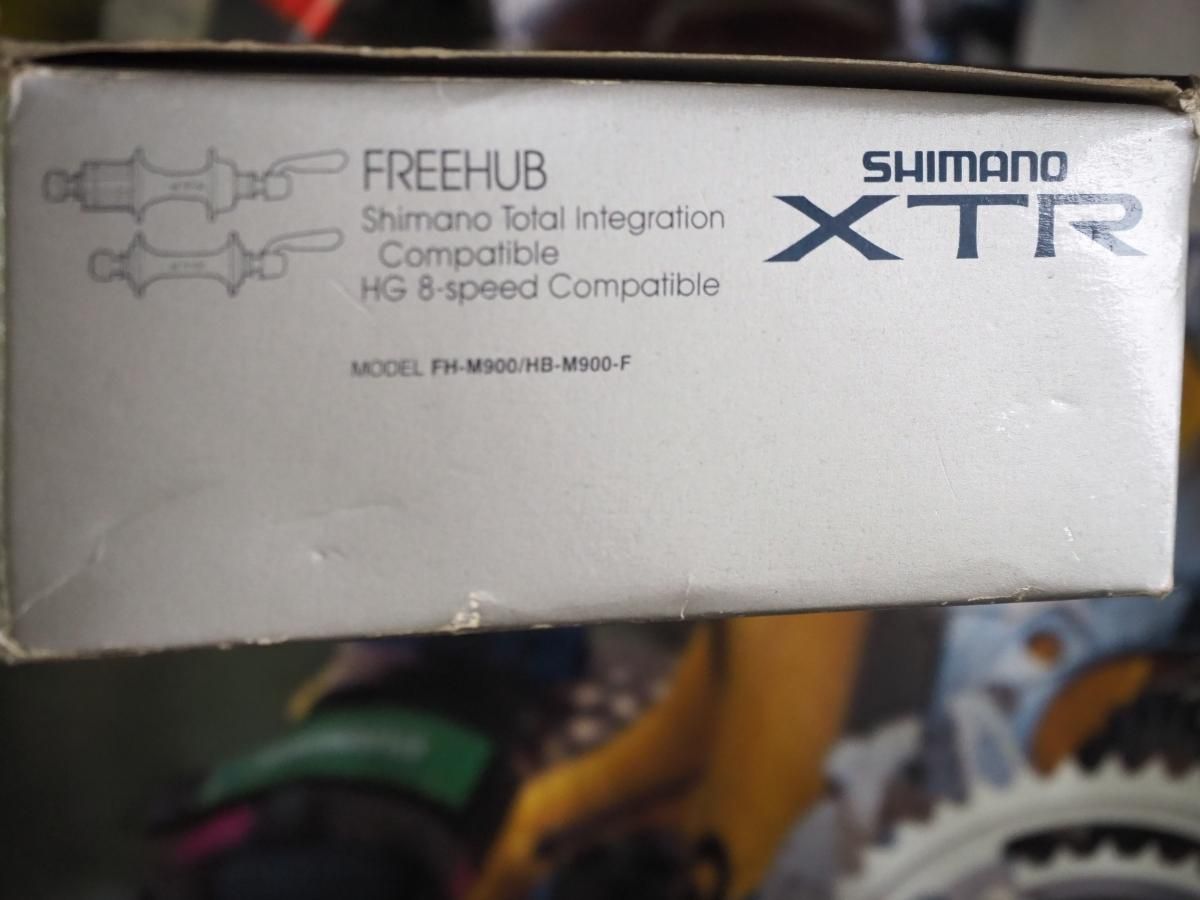 FREEHUB
Shimano Total Integration
Compatible
HG 8-speed Compatible
MODEL FH-M900/HB-M900-F
SHIMANO
XTR